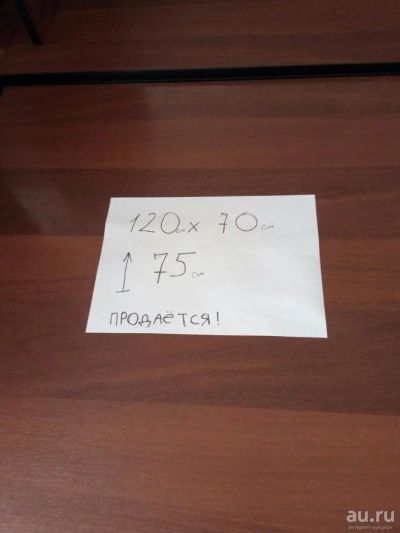 120см x 70см
↑ 75см
ПРОДАЁТСЯ!
au.ru
интернет-аукцион